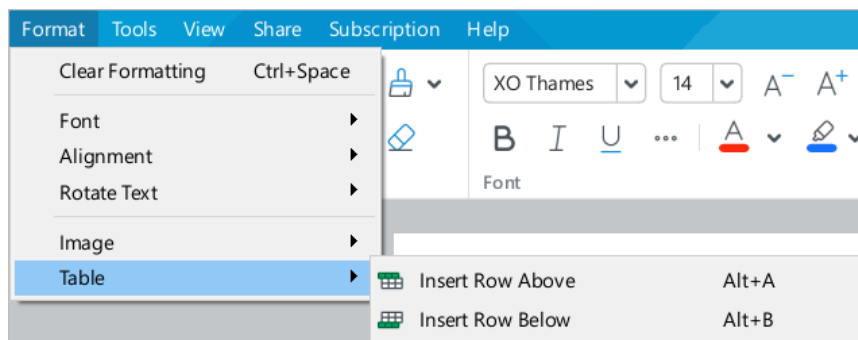 Format Tools View Share Subscription Help
Clear Formatting Ctrl+Space
XO Thames 14 A− A+
Font
Alignment
B I U ... A
Rotate Text
Font
Image
Table
Insert Row Above Alt+A
Insert Row Below Alt+B